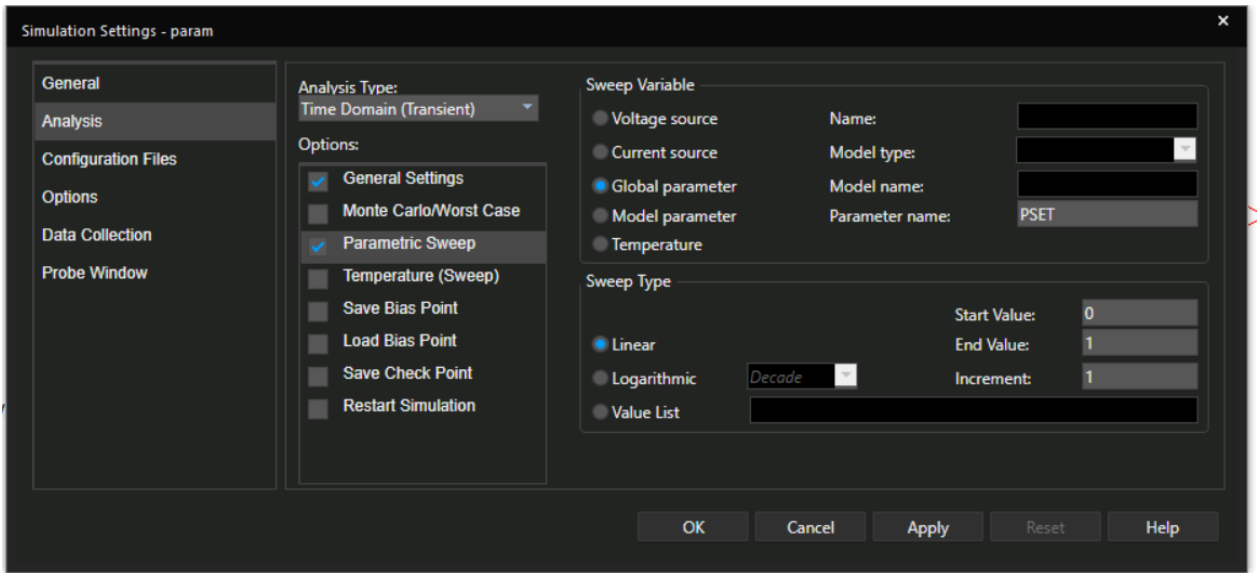 Simulation Settings - param
General
Analysis
Configuration Files
Options
Data Collection
Probe Window
Analysis Type:
Time Domain (Transient)
Options:
General Settings
Monte Carlo/Worst Case
Parametric Sweep
Temperature (Sweep)
Save Bias Point
Load Bias Point
Save Check Point
Restart Simulation
Sweep Variable
Voltage source
Name:
Current source
Model type:
Global parameter
Model name:
Model parameter
Parameter name: PSET
Temperature
Sweep Type
Start Value: 0
Linear
End Value: 1
Logarithmic
Decade
Increment: 1
Value List
OK
Cancel
Apply
Reset
Help